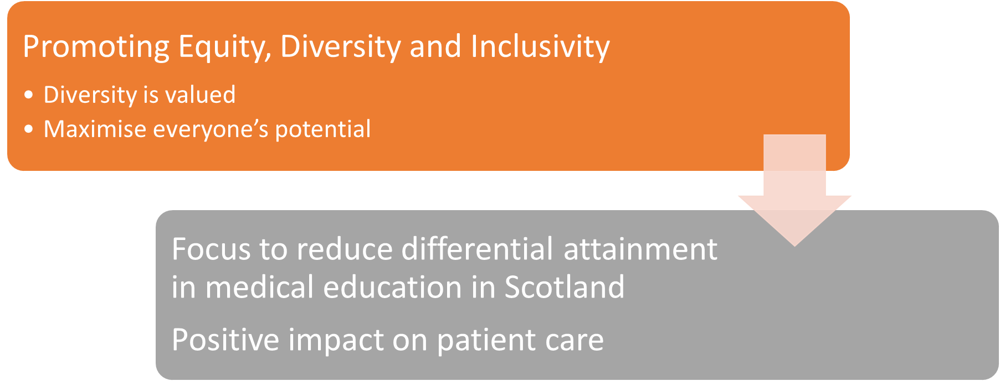 Promoting Equity, Diversity and Inclusivity
• Diversity is valued
• Maximise everyone’s potential
Focus to reduce differential attainment
in medical education in Scotland
Positive impact on patient care